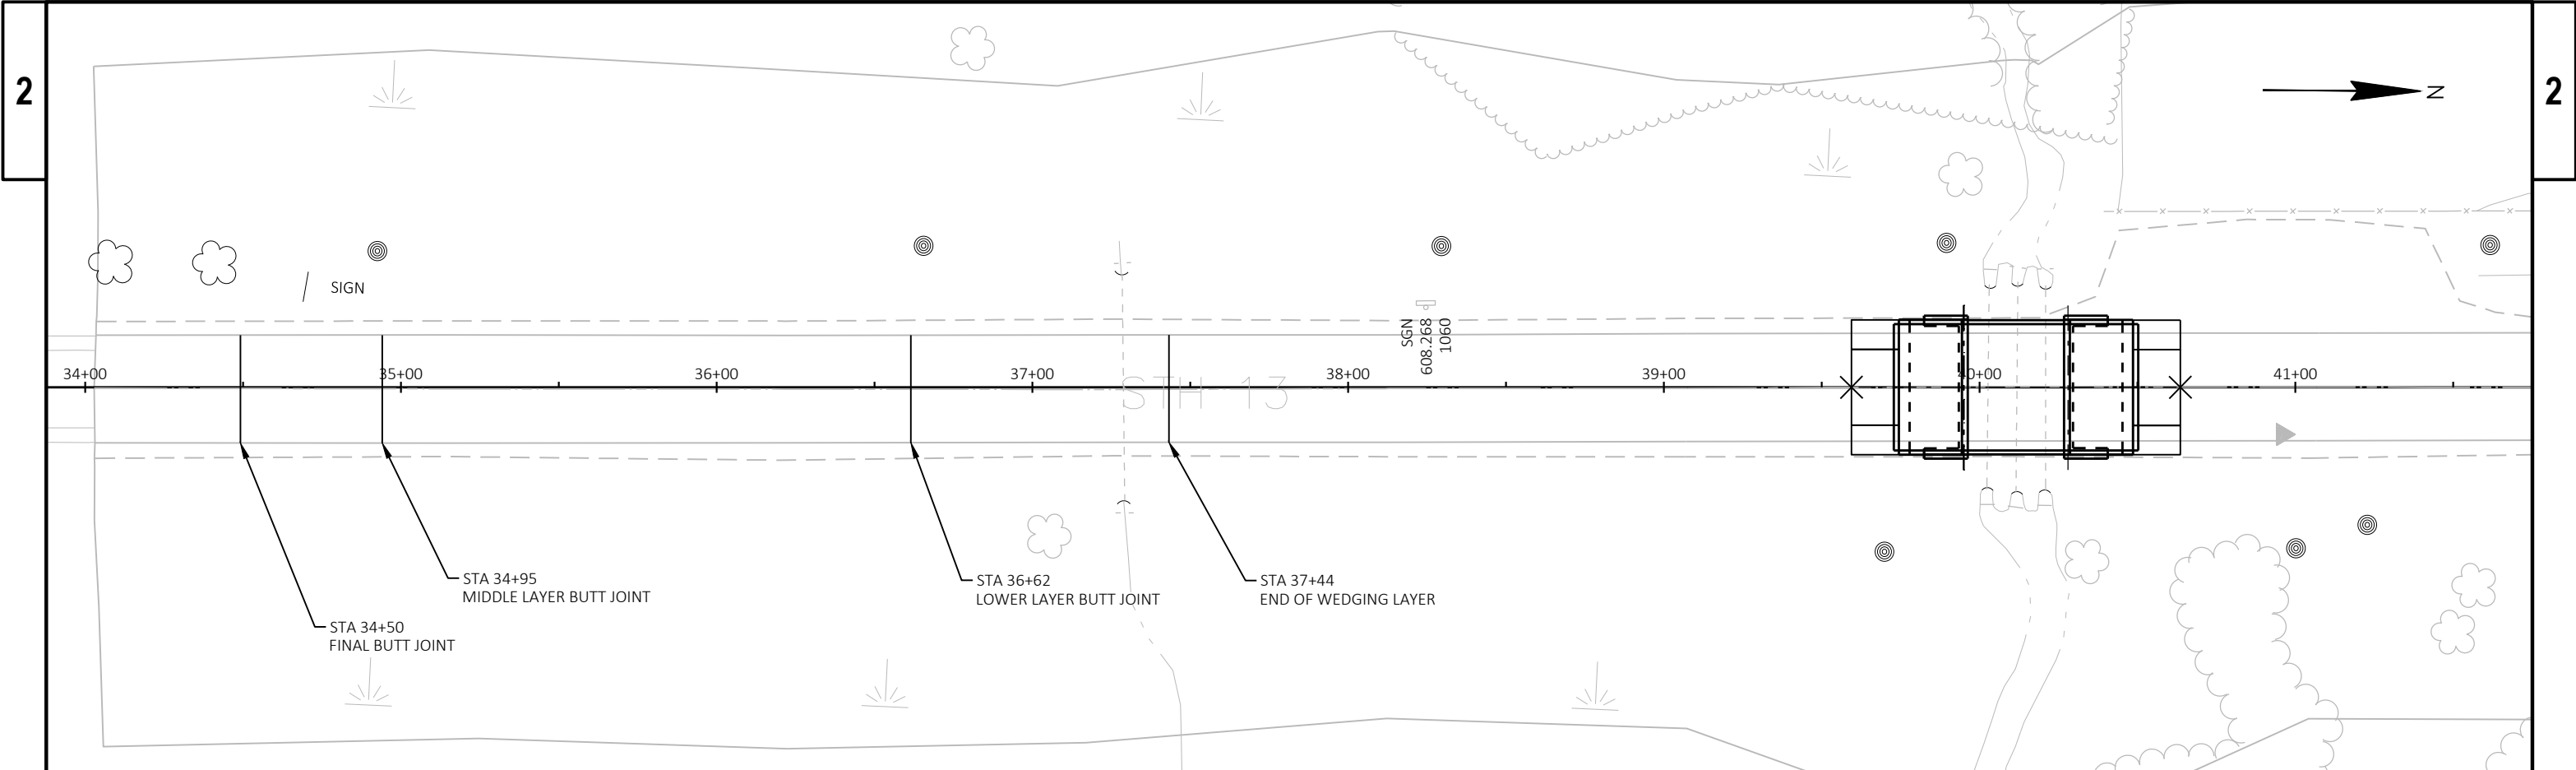 2
2
N
SIGN
SGN
608.268
1060
34+00
35+00
36+00
37+00
38+00
39+00
40+00
41+00
STH 13
STA 34+95
MIDDLE LAYER BUTT JOINT
STA 36+62
LOWER LAYER BUTT JOINT
STA 37+44
END OF WEDGING LAYER
STA 34+50
FINAL BUTT JOINT